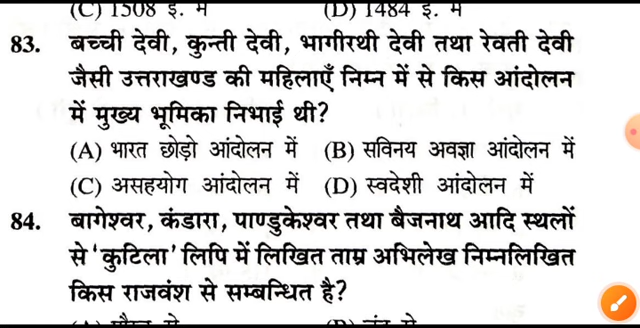 (C) 1508 ई. में (D) 1484 ई. में
83. बच्ची देवी, कुन्ती देवी, भागीरथी देवी तथा रेवती देवी
जैसी उत्तराखण्ड की महिलाएँ निम्न में से किस आंदोलन
में मुख्य भूमिका निभाई थी?
(A) भारत छोड़ो आंदोलन में (B) सविनय अवज्ञा आंदोलन में
(C) असहयोग आंदोलन में (D) स्वदेशी आंदोलन में
84. बागेश्वर, कंडारा, पाण्डुकेश्वर तथा बैजनाथ आदि स्थलों
से 'कुटिला' लिपि में लिखित ताम्र अभिलेख निम्नलिखित
किस राजवंश से सम्बन्धित है?